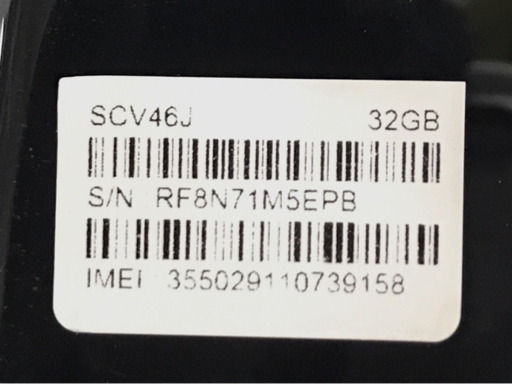 SCV46J 32GB
S/N RF8N71M5EPB
IMEI 355029110739158